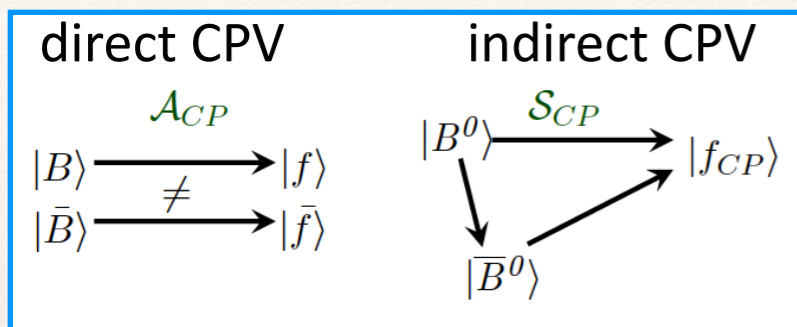 direct CPV
indirect CPV
𝒜_CP
𝒮_CP
|B⟩
≠
|f⟩
|B̄⟩
|f̄⟩
|B⁰⟩
|f_CP⟩
|B̄⁰⟩